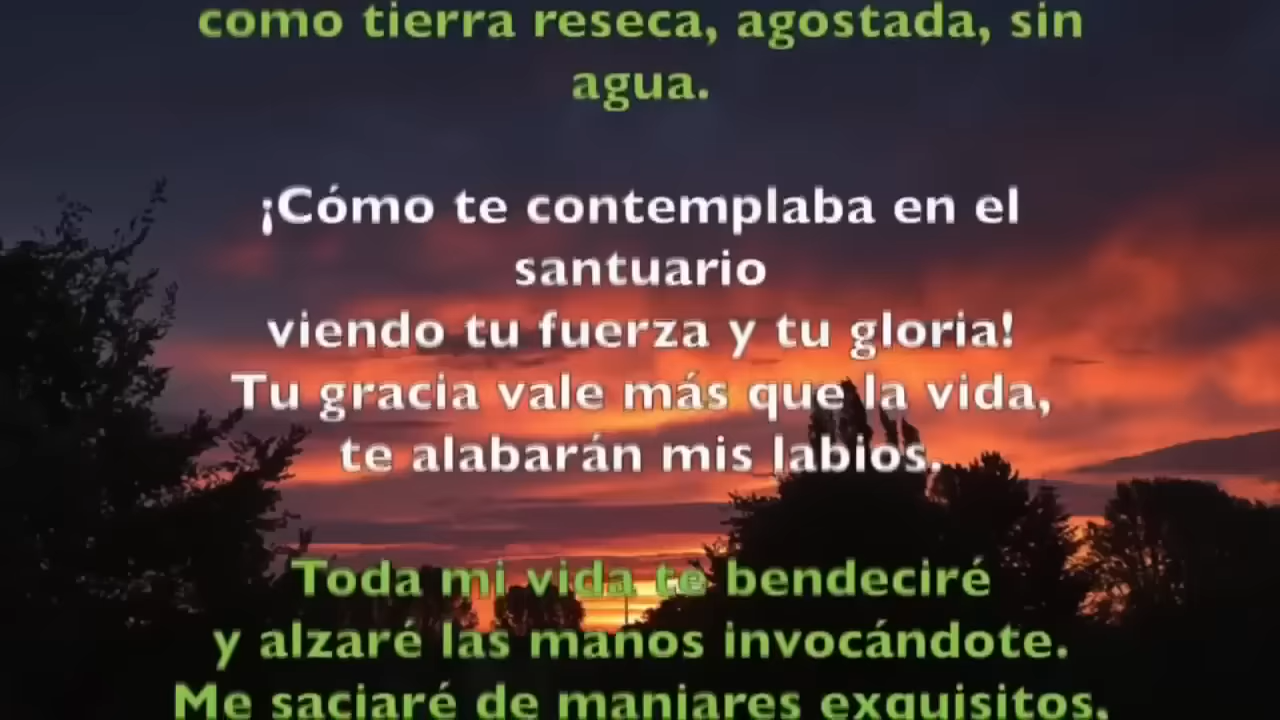 como tierra reseca, agostada, sin
agua.
¡Cómo te contemplaba en el
santuario
viendo tu fuerza y tu gloria!
Tu gracia vale más que la vida,
te alabarán mis labios.
Toda mi vida te bendeciré
y alzaré las manos invocándote.
Me saciaré de manjares exquisitos,